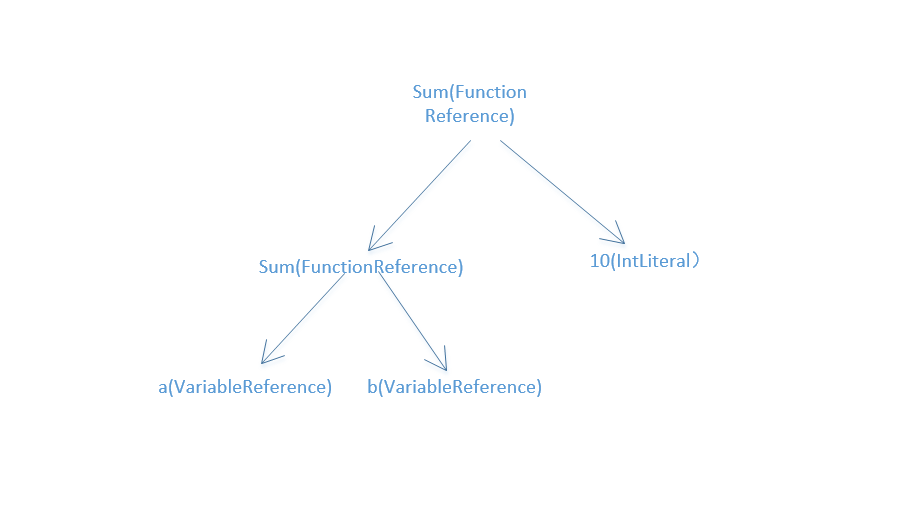 Sum(Function
Reference)
Sum(FunctionReference)
10(IntLiteral）
a(VariableReference)
b(VariableReference)